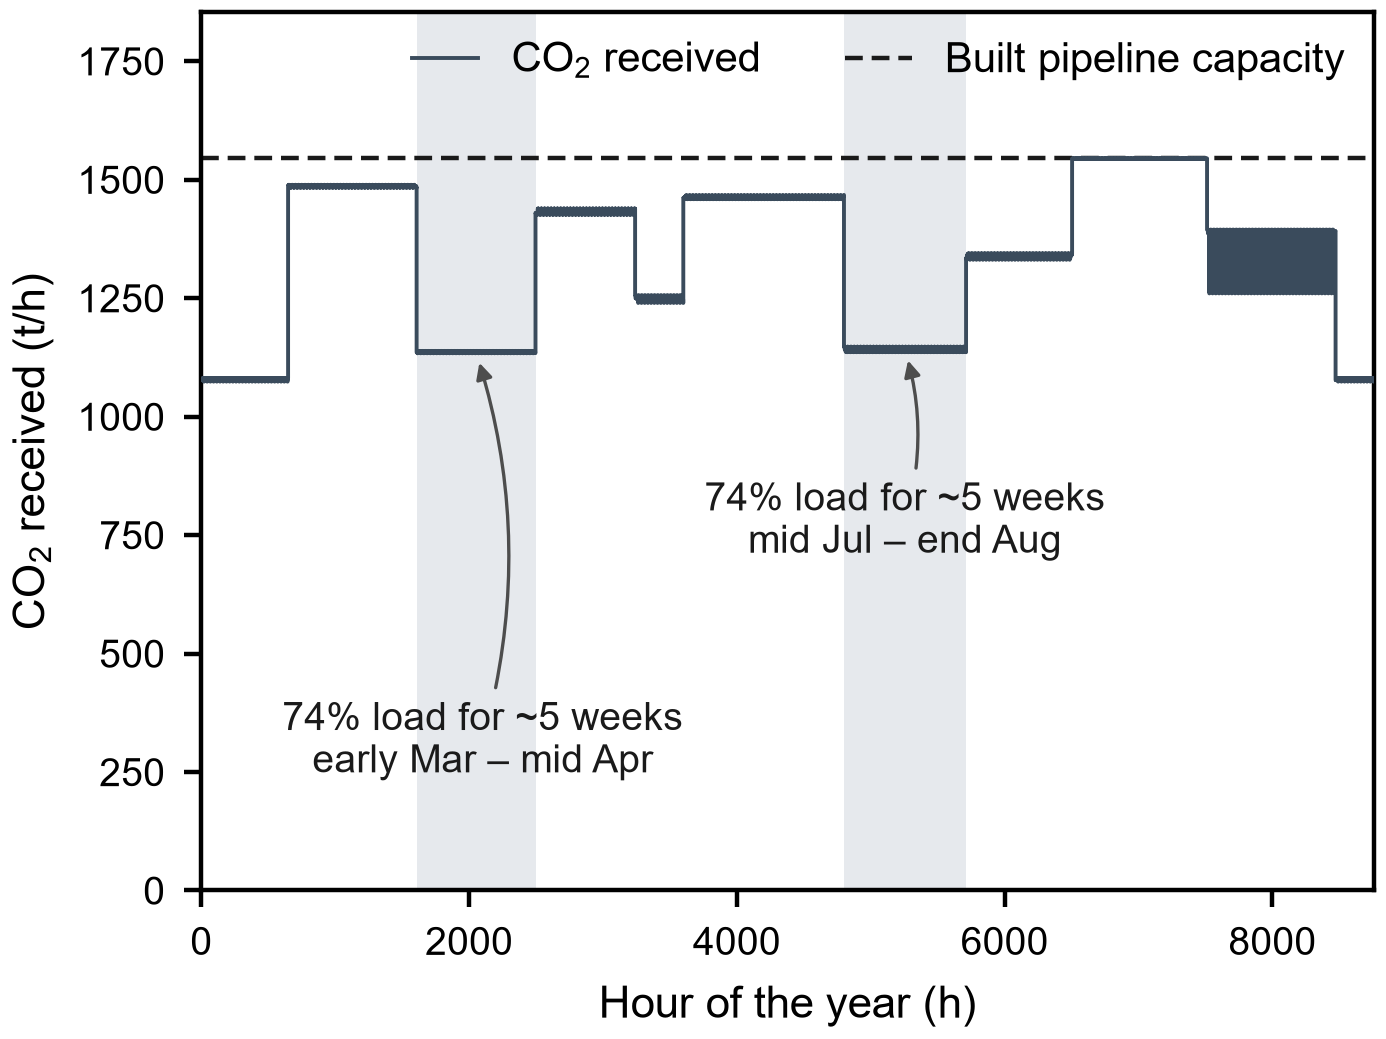 CO₂ received
Built pipeline capacity
1750
1500
1250
1000
750
500
250
0
CO₂ received (t/h)
74% load for ~5 weeks
mid Jul – end Aug
74% load for ~5 weeks
early Mar – mid Apr
0 2000 4000 6000 8000
Hour of the year (h)